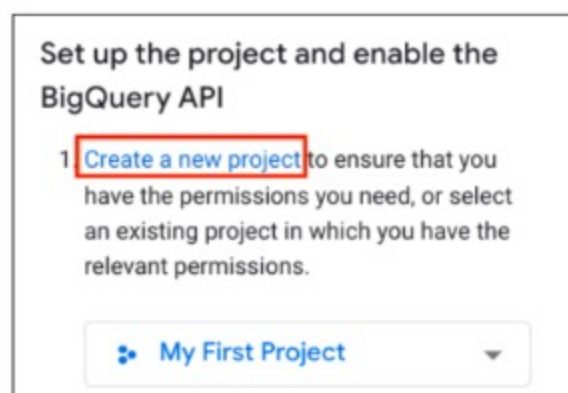 Set up the project and enable the
BigQuery API
1. Create a new project to ensure that you
have the permissions you need, or select
an existing project in which you have the
relevant permissions.
My First Project